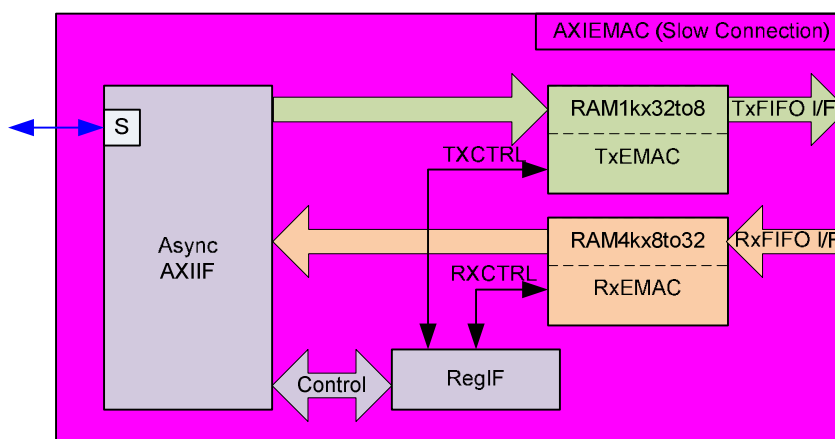 AXIEMAC (Slow Connection)
S
RAM1kx32to8
TxFIFO I/F
TXCTRL
TxEMAC
Async
AXIIF
RAM4kx8to32
RxFIFO I/F
RXCTRL
RxEMAC
Control
RegIF